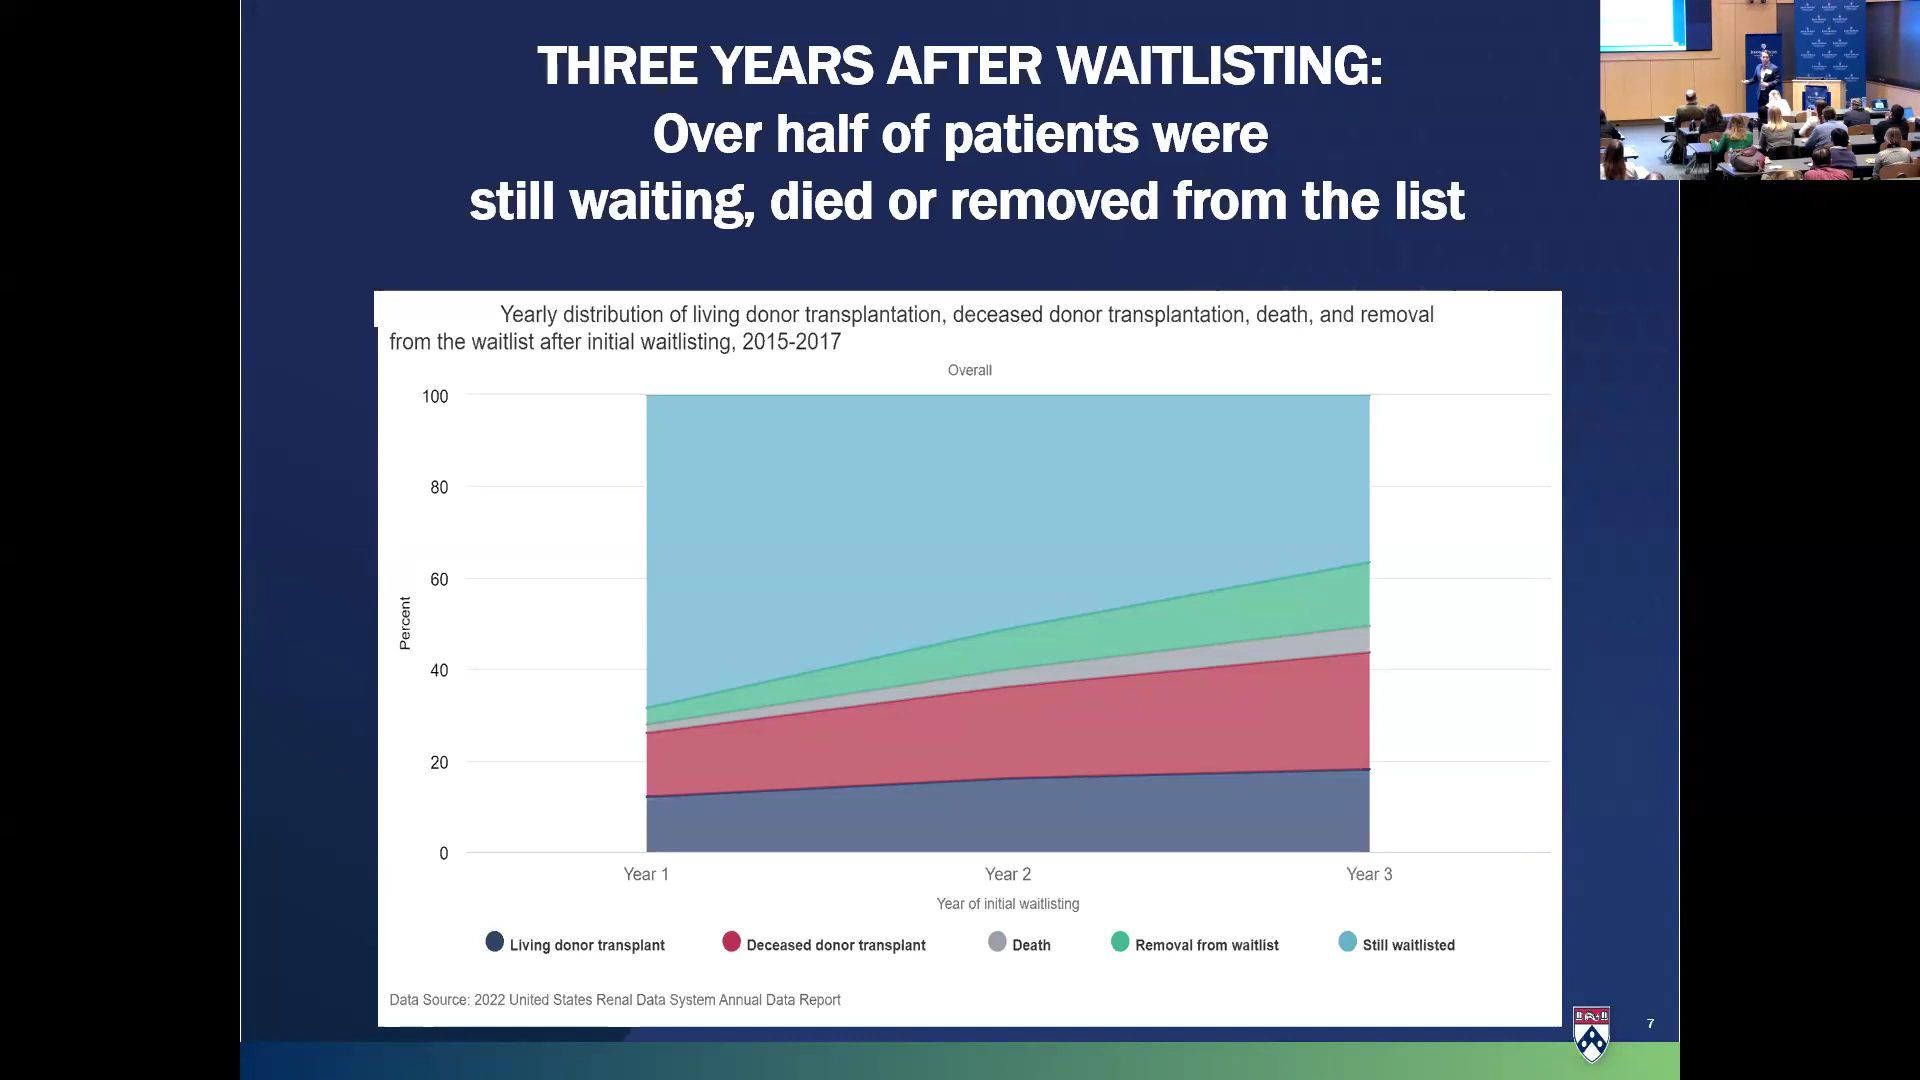 THREE YEARS AFTER WAITLISTING:
Over half of patients were
still waiting, died or removed from the list
Yearly distribution of living donor transplantation, deceased donor transplantation, death, and removal
from the waitlist after initial waitlisting, 2015-2017
Overall
100
80
60
40
20
0
Percent
Year 1
Year 2
Year 3
Year of initial waitlisting
Living donor transplant
Deceased donor transplant
Death
Removal from waitlist
Still waitlisted
Data Source: 2022 United States Renal Data System Annual Data Report
7